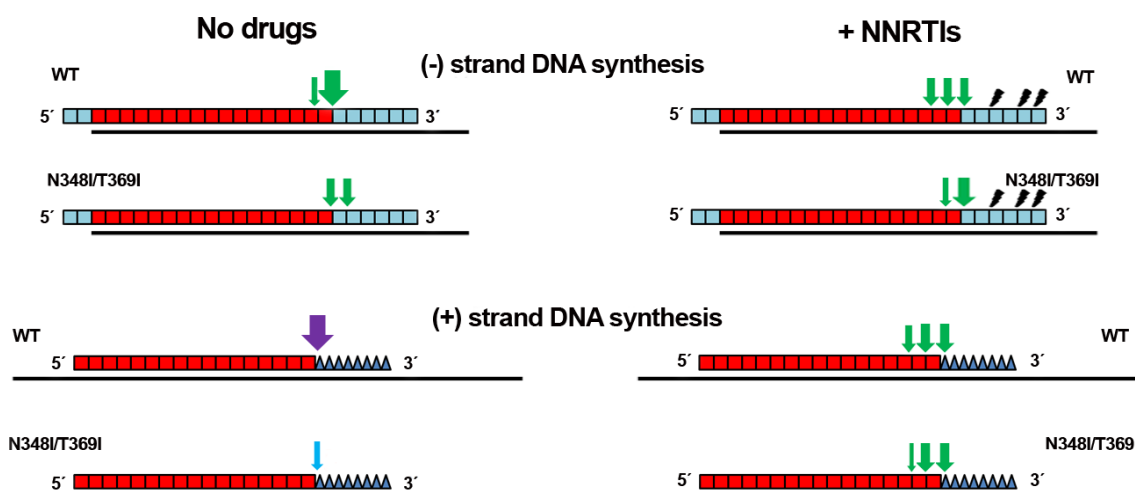 No drugs
+ NNRTIs
(-) strand DNA synthesis
WT
WT
5´ 3´
5´ 3´
N348I/T369I
N348I/T369I
5´ 3´
5´ 3´
(+) strand DNA synthesis
WT
WT
5´ 3´
5´ 3´
N348I/T369I
N348I/T369
5´ 3´
5´ 3´